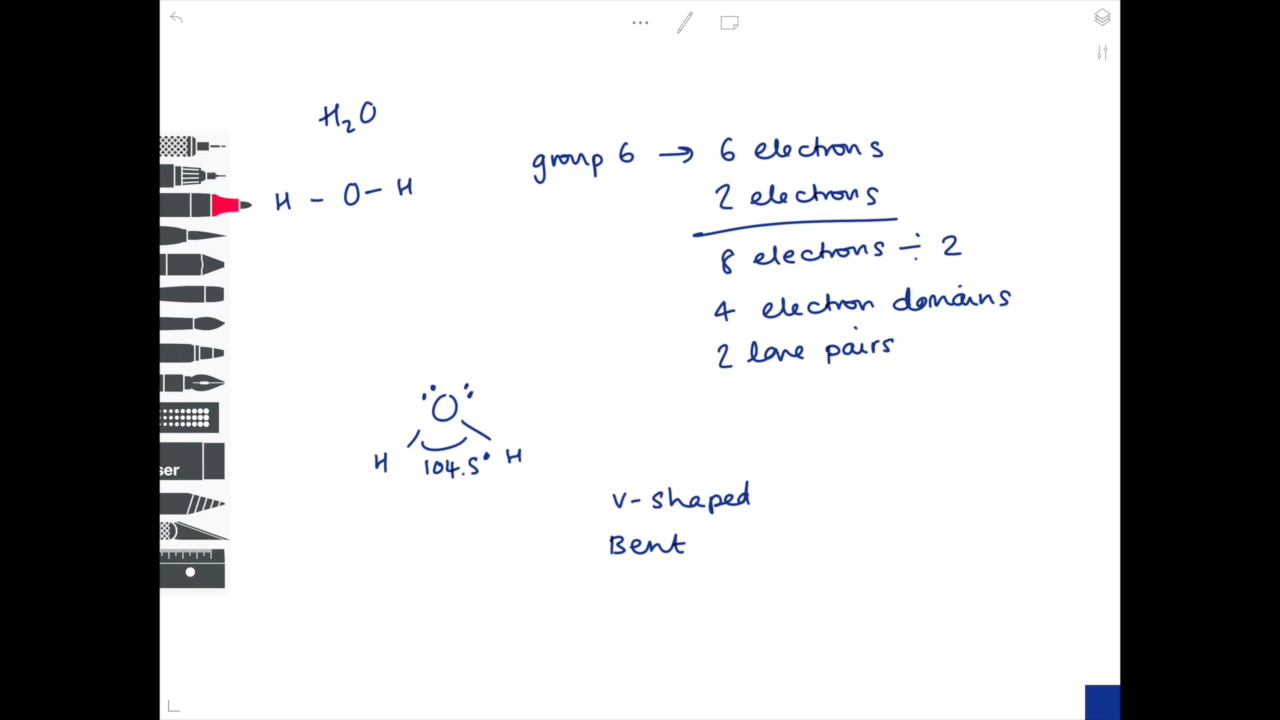 H₂O
H - O - H
group 6 → 6 electrons
2 electrons
8 electrons ÷ 2
4 electron domains
2 lone pairs
O
H 104.5° H
V-shaped
Bent
ser